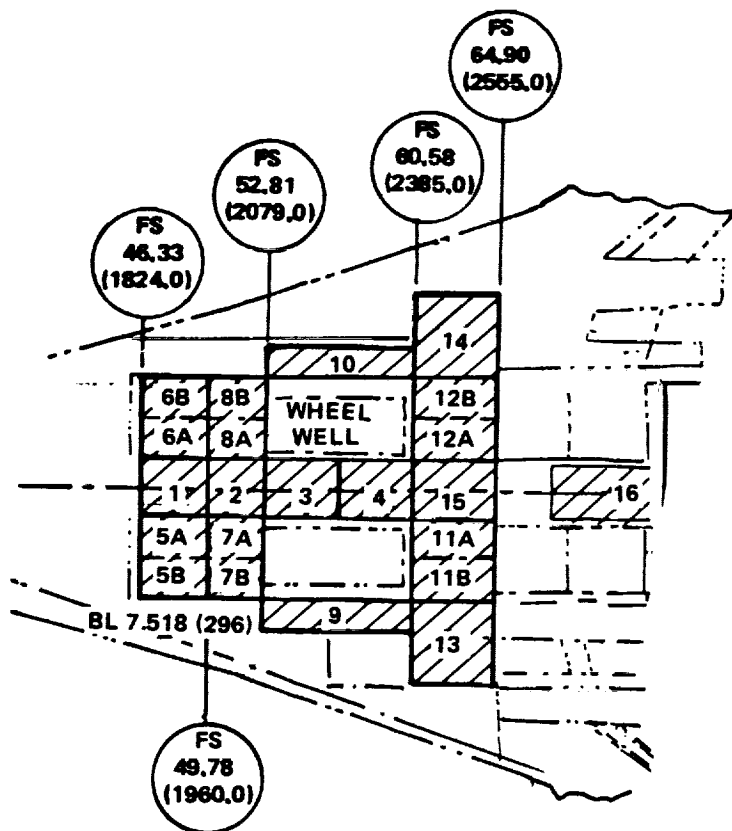 FS
64.90
(2555.0)
FS
60.58
(2385.0)
FS
52.81
(2079.0)
FS
46.33
(1824.0)
14
10
6B 8B WHEEL 12B
6A 8A WELL 12A
1 2 3 4 15 16
5A 7A 11A
5B 7B 11B
BL 7.518 (296) 9
13
FS
49.78
(1960.0)